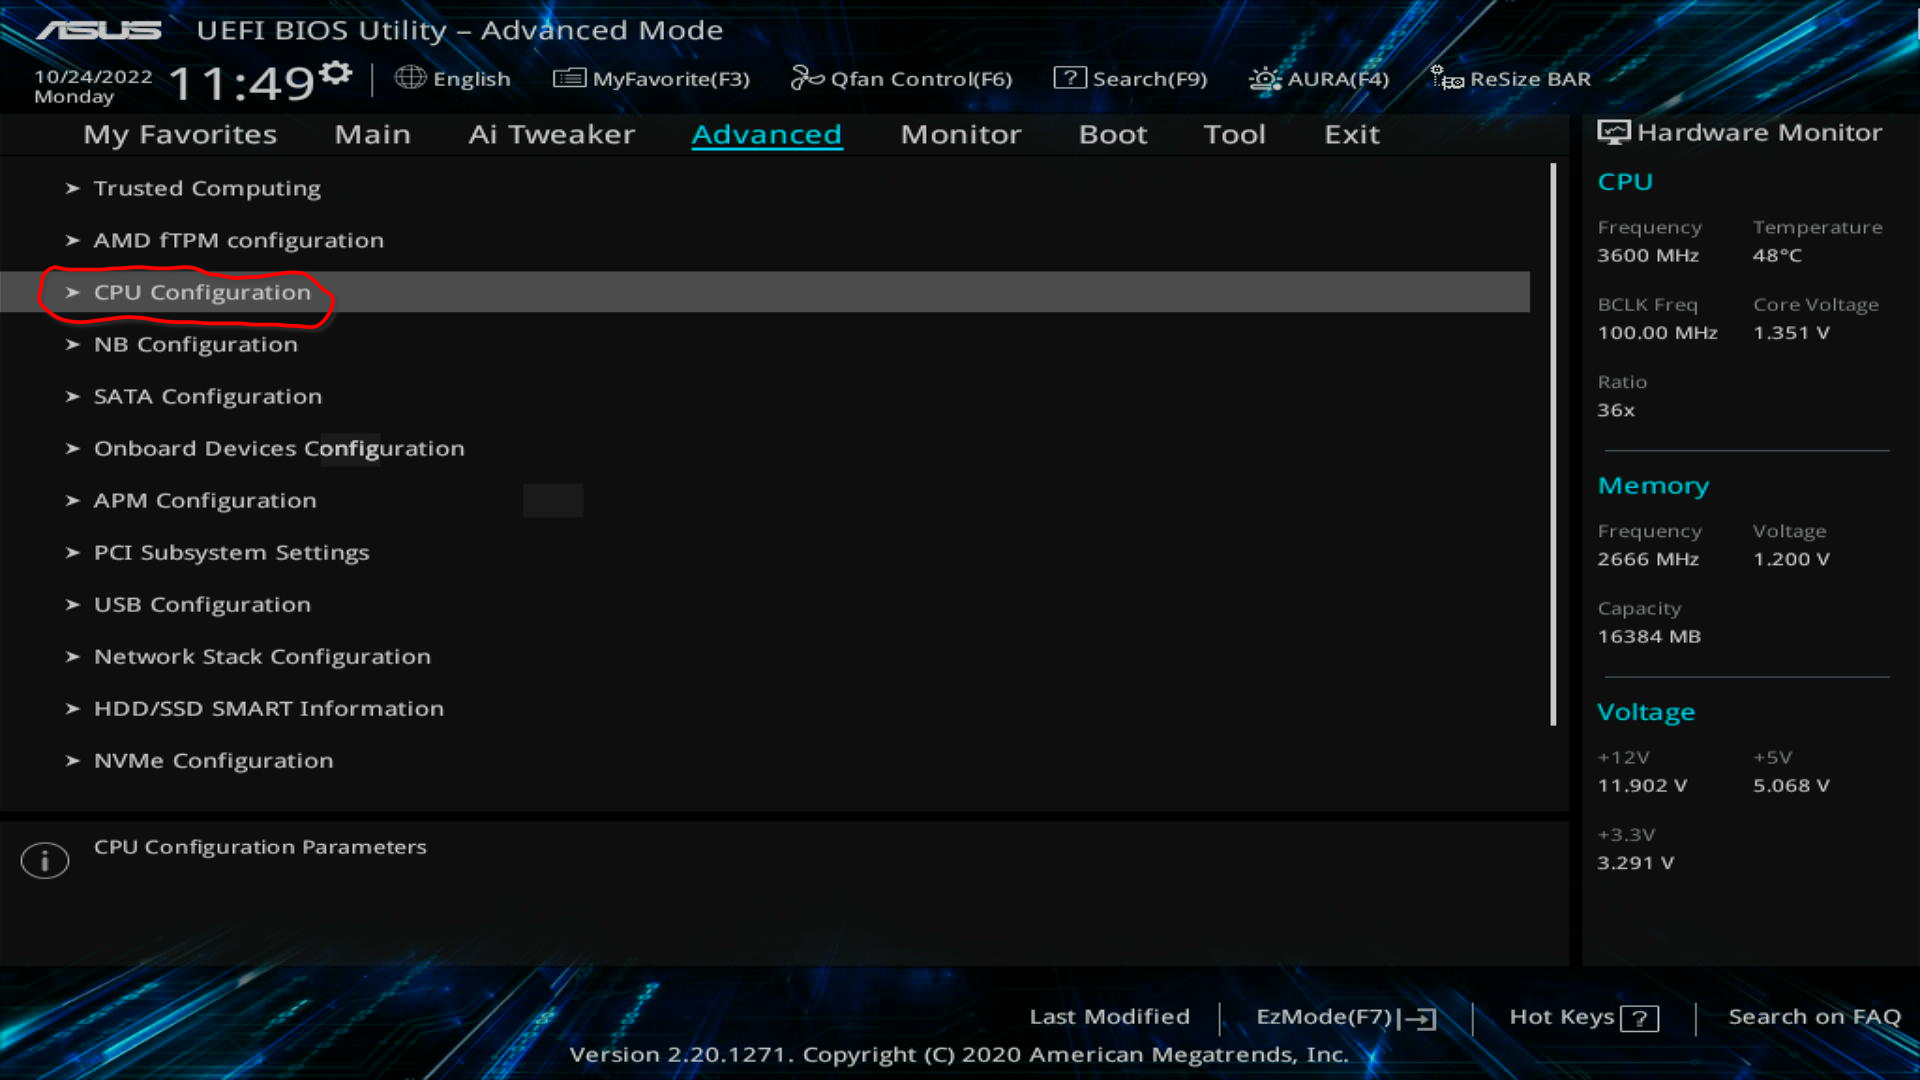 ASUS UEFI BIOS Utility – Advanced Mode
10/24/2022
Monday
11:49
English MyFavorite(F3) Qfan Control(F6) Search(F9) AURA(F4) ReSize BAR
My Favorites Main Ai Tweaker Advanced Monitor Boot Tool Exit
Trusted Computing
AMD fTPM configuration
CPU Configuration
NB Configuration
SATA Configuration
Onboard Devices Configuration
APM Configuration
PCI Subsystem Settings
USB Configuration
Network Stack Configuration
HDD/SSD SMART Information
NVMe Configuration
CPU Configuration Parameters
Hardware Monitor
CPU
Frequency Temperature
3600 MHz 48°C
BCLK Freq Core Voltage
100.00 MHz 1.351 V
Ratio
36x
Memory
Frequency Voltage
2666 MHz 1.200 V
Capacity
16384 MB
Voltage
+12V +5V
11.902 V 5.068 V
+3.3V
3.291 V
Last Modified EzMode(F7) Hot Keys ? Search on FAQ
Version 2.20.1271. Copyright (C) 2020 American Megatrends, Inc.